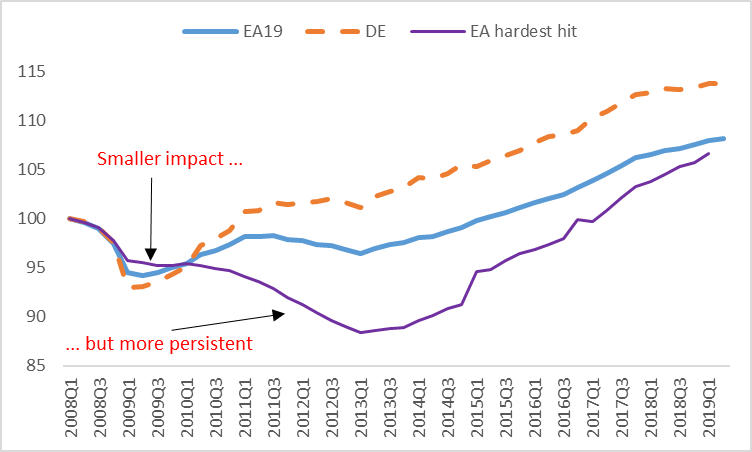 EA19 DE EA hardest hit
115
110
105
100
95
90
85
Smaller impact ...
... but more persistent
2008Q1
2008Q3
2009Q1
2009Q3
2010Q1
2010Q3
2011Q1
2011Q3
2012Q1
2012Q3
2013Q1
2013Q3
2014Q1
2014Q3
2015Q1
2015Q3
2016Q1
2016Q3
2017Q1
2017Q3
2018Q1
2018Q3
2019Q1